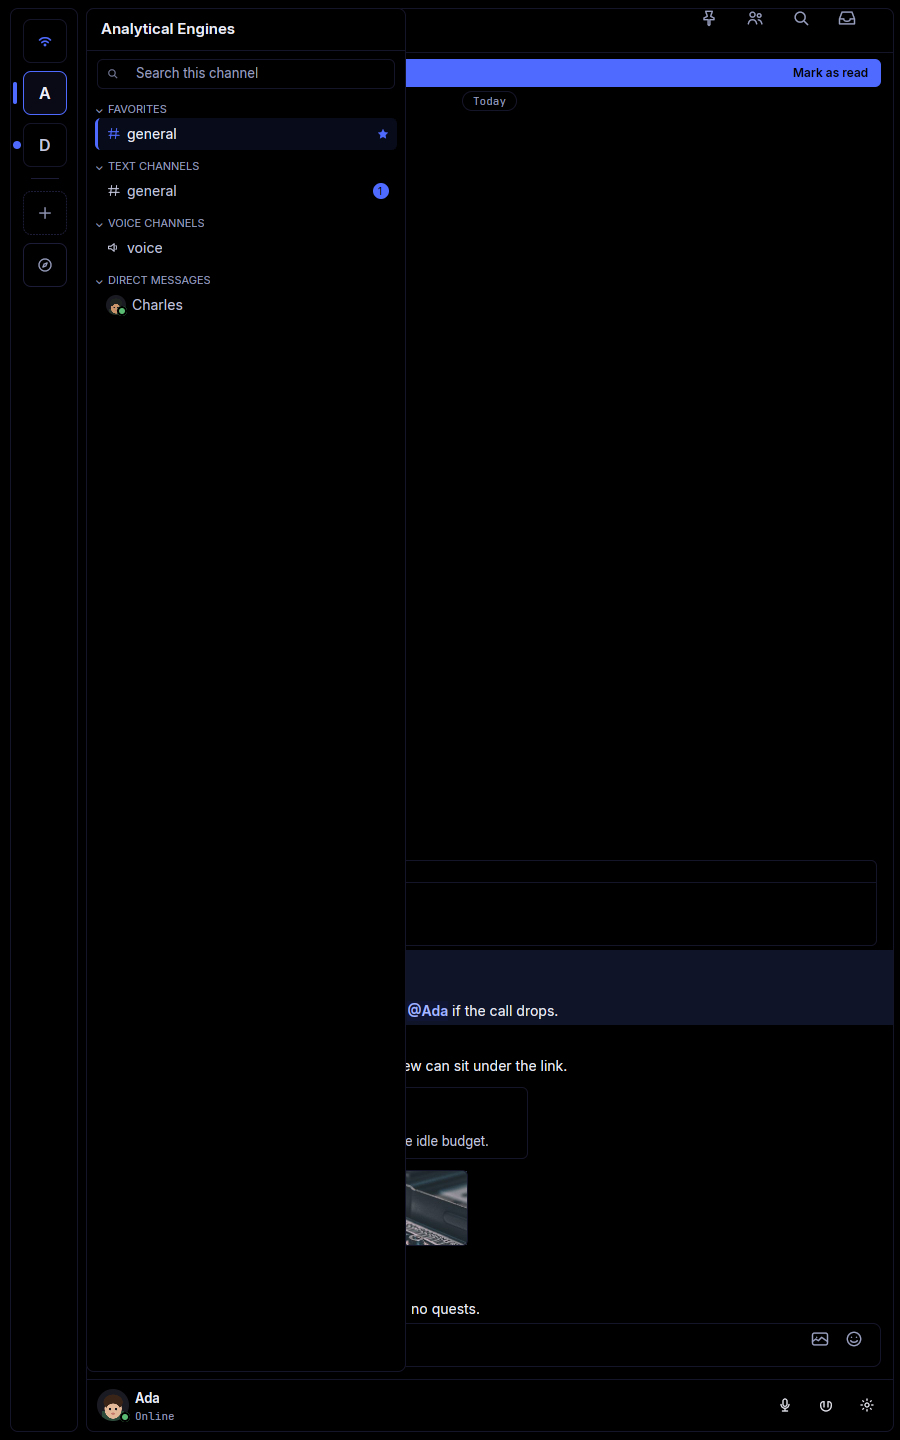 Analytical Engines
Search this channel
Mark as read
Today
A
D
FAVORITES
general
TEXT CHANNELS
general
1
VOICE CHANNELS
voice
DIRECT MESSAGES
Charles
@Ada if the call drops.
ew can sit under the link.
e idle budget.
no quests.
Ada
Online